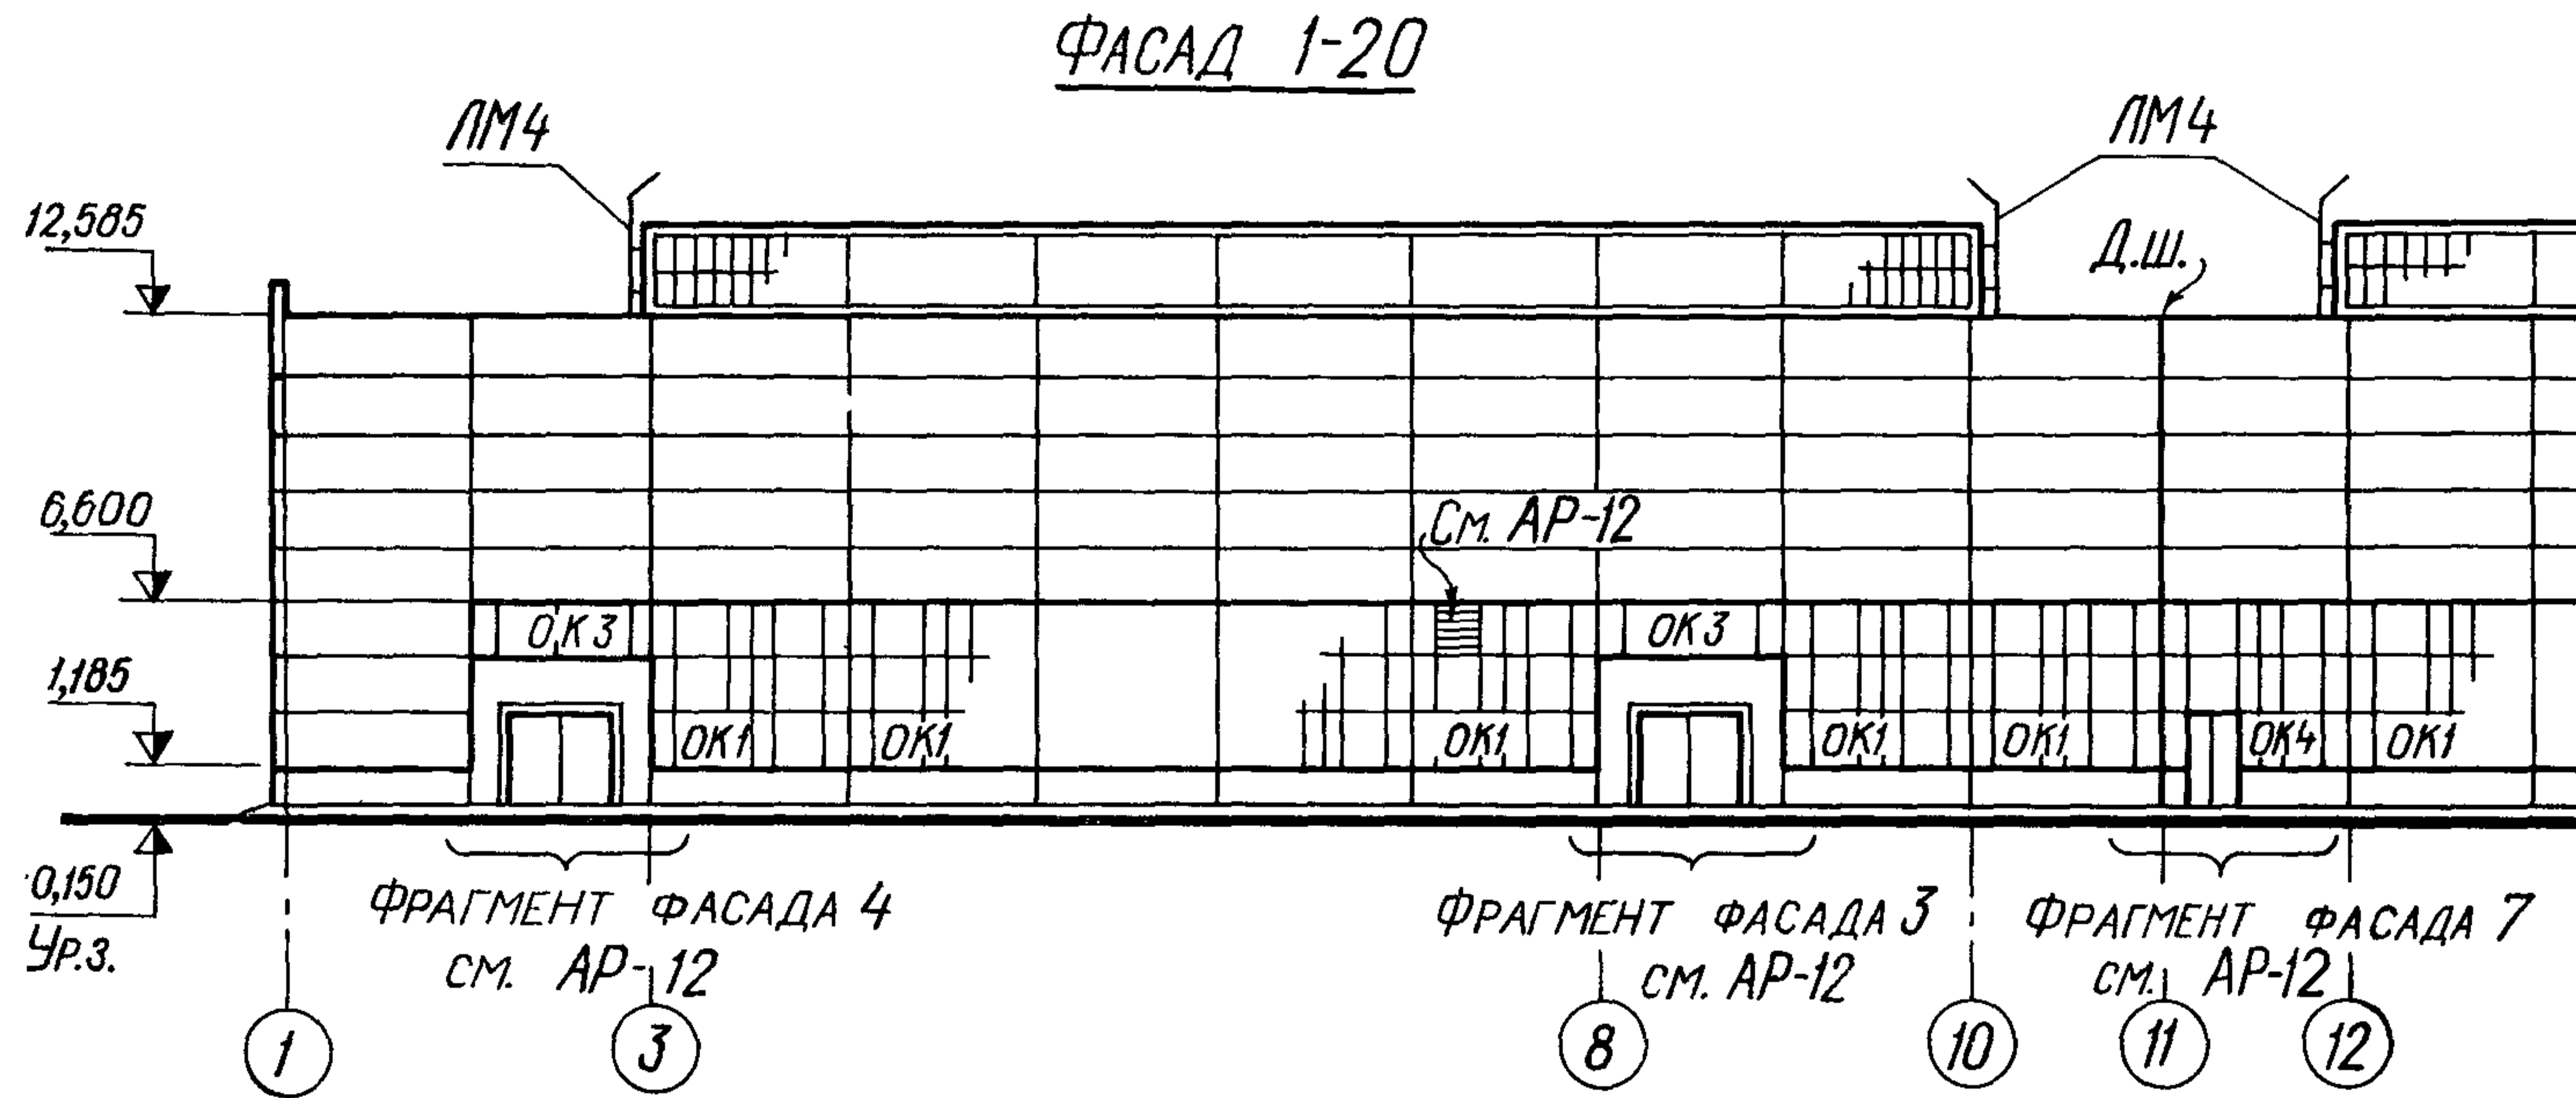 ФАСАД 1-20
ЛМ4
ЛМ4
12,585
Д.Ш.
6,600
См. АР-12
ОК3
ОК3
1,185
ОК1
ОК1
ОК1
ОК1
ОК1
ОК4
ОК1
0,150
Ур.з.
ФРАГМЕНТ ФАСАДА 4
см. АР-12
ФРАГМЕНТ ФАСАДА 3
см. АР-12
ФРАГМЕНТ ФАСАДА 7
см. АР-12
1
3
8
10
11
12